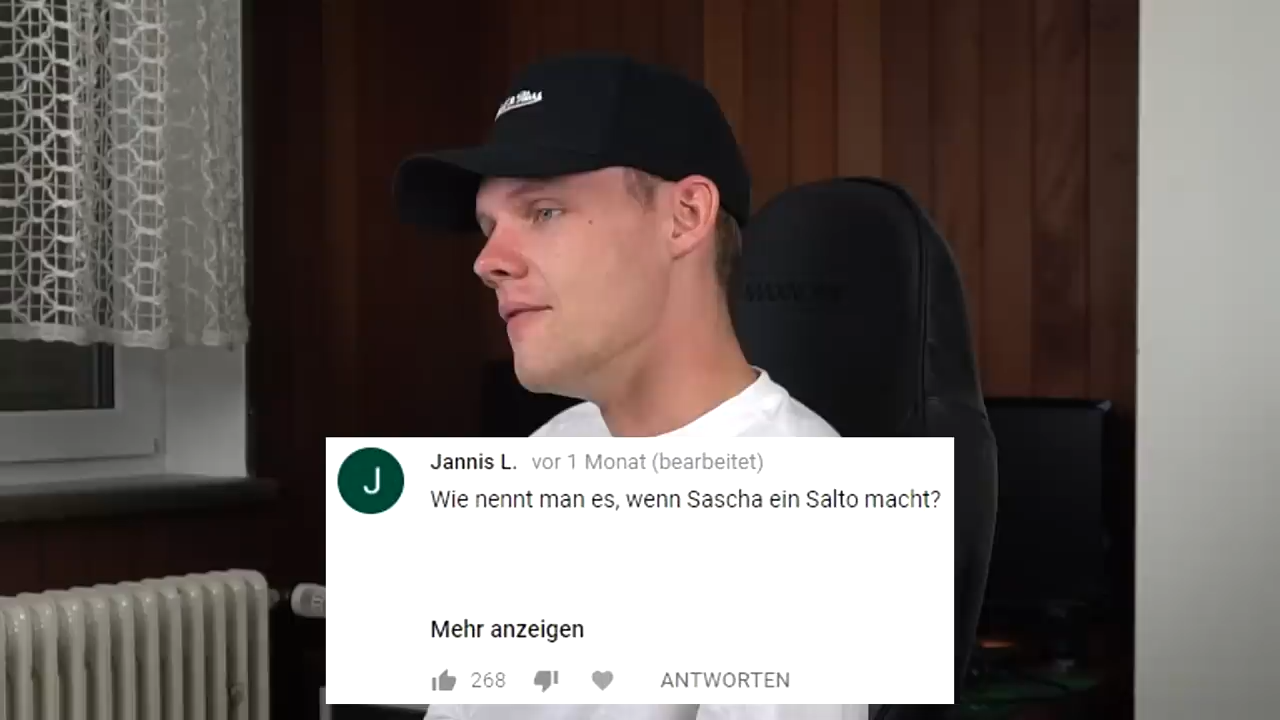 Jannis L. vor 1 Monat (bearbeitet)
J
Wie nennt man es, wenn Sascha ein Salto macht?
Mehr anzeigen
268
ANTWORTEN